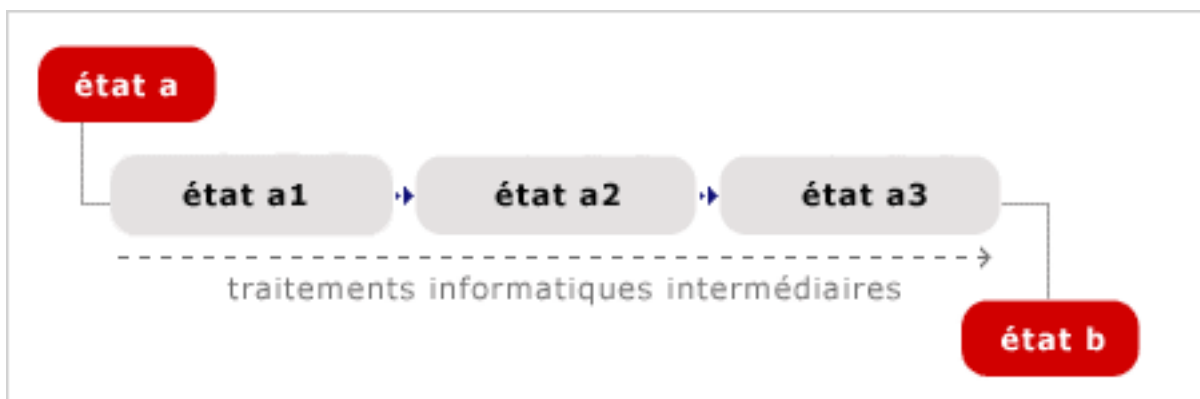 état a
état a1
état a2
état a3
traitements informatiques intermédiaires
état b